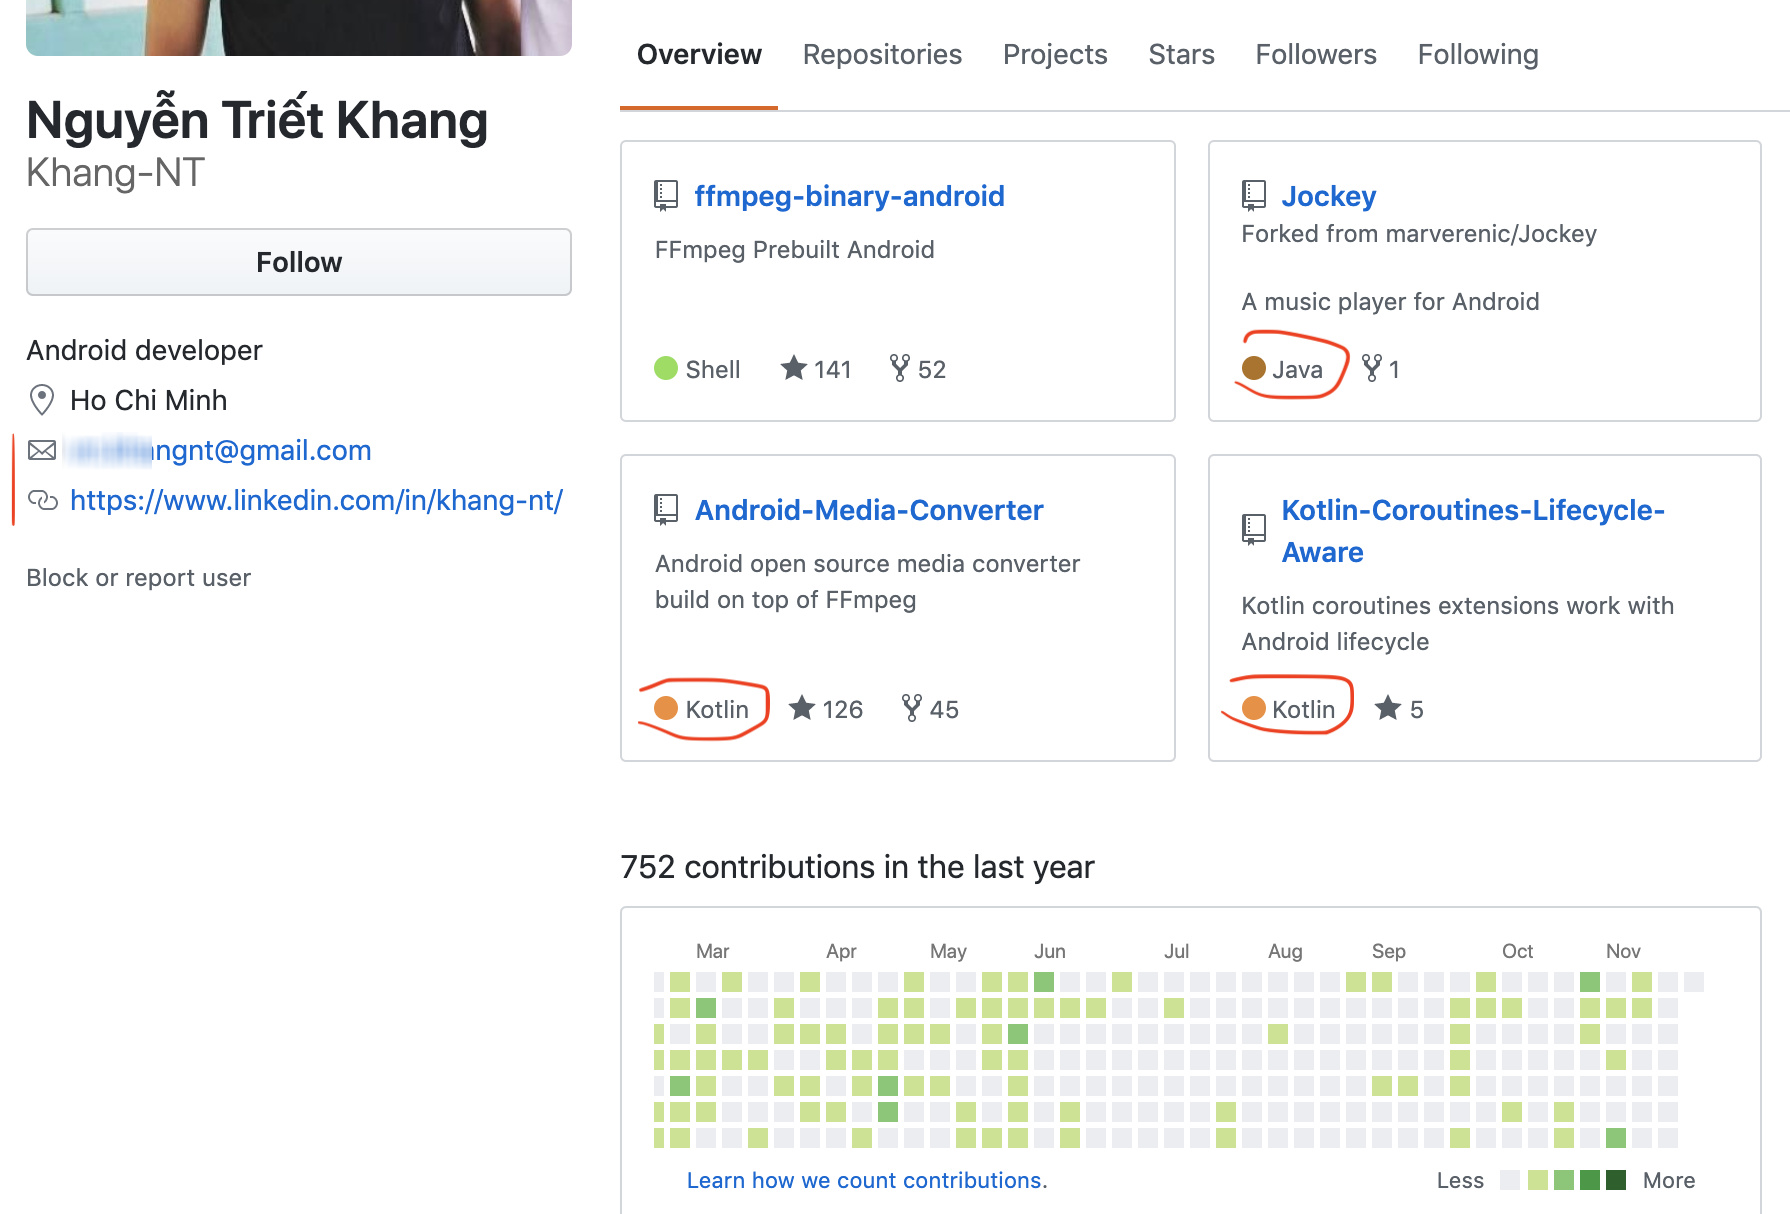 Nguyễn Triết Khang
Khang-NT
Follow
Android developer
Ho Chi Minh
ngnt@gmail.com
https://www.linkedin.com/in/khang-nt/
Block or report user
Overview Repositories Projects Stars Followers Following
ffmpeg-binary-android
FFmpeg Prebuilt Android
Shell 141 52
Jockey
Forked from marverenic/Jockey
A music player for Android
Java 1
Android-Media-Converter
Android open source media converter
build on top of FFmpeg
Kotlin 126 45
Kotlin-Coroutines-Lifecycle-
Aware
Kotlin coroutines extensions work with
Android lifecycle
Kotlin 5
752 contributions in the last year
Mar Apr May Jun Jul Aug Sep Oct Nov
Learn how we count contributions.
Less More